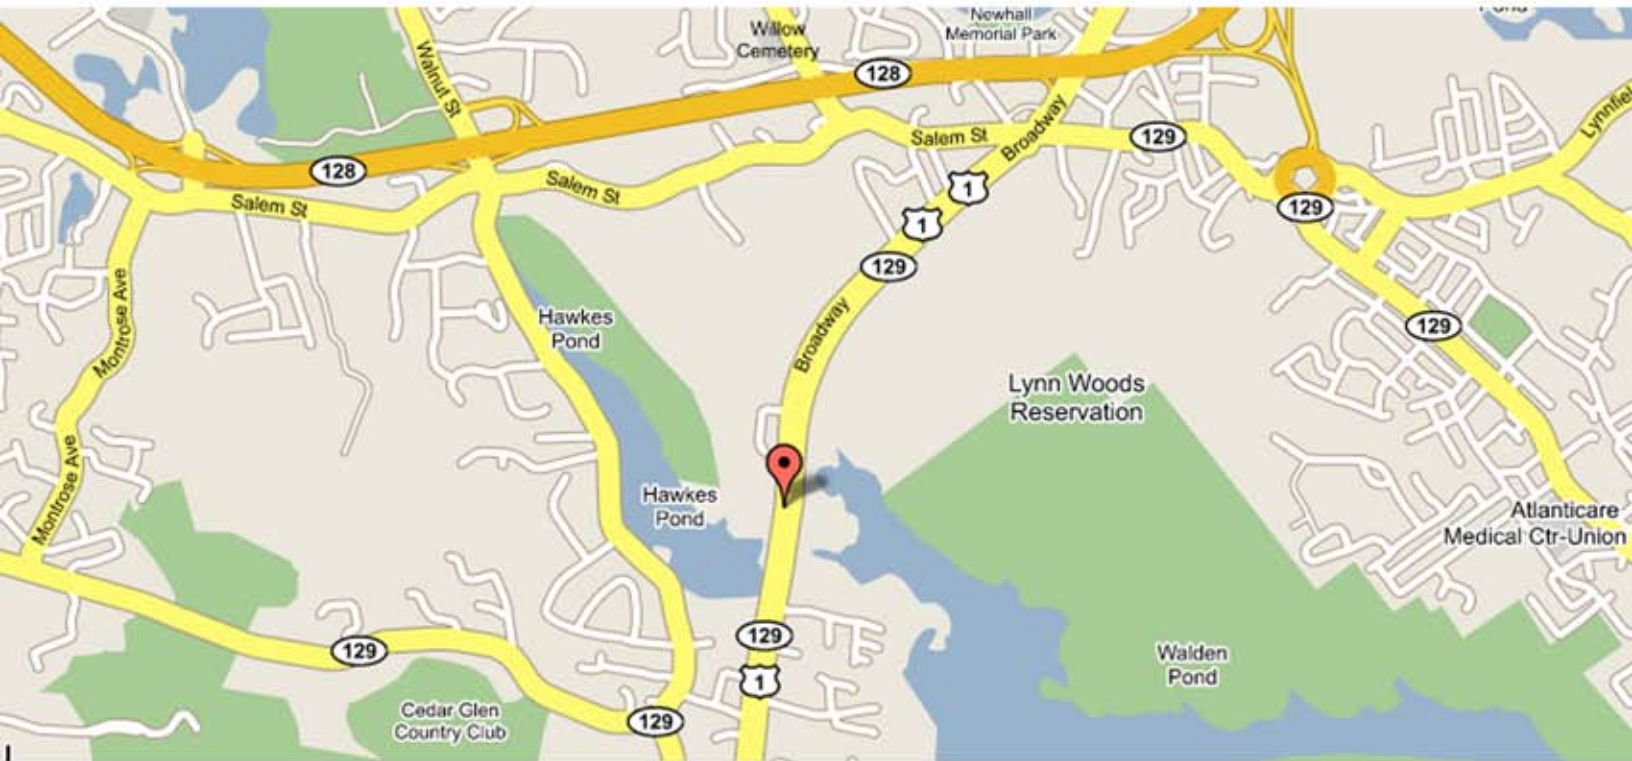 Newhall
Memorial Park
Willow
Cemetery
Walnut St
128
Salem St
Broadway
129
Lynnfiel
128
Salem St
1
Salem St
129
1
129
Montrose Ave
Hawkes
Pond
Broadway
129
Lynn Woods
Reservation
Montrose Ave
Hawkes
Pond
Atlanticare
Medical Ctr-Union
129
129
Walden
Pond
1
Cedar Glen
Country Club
129